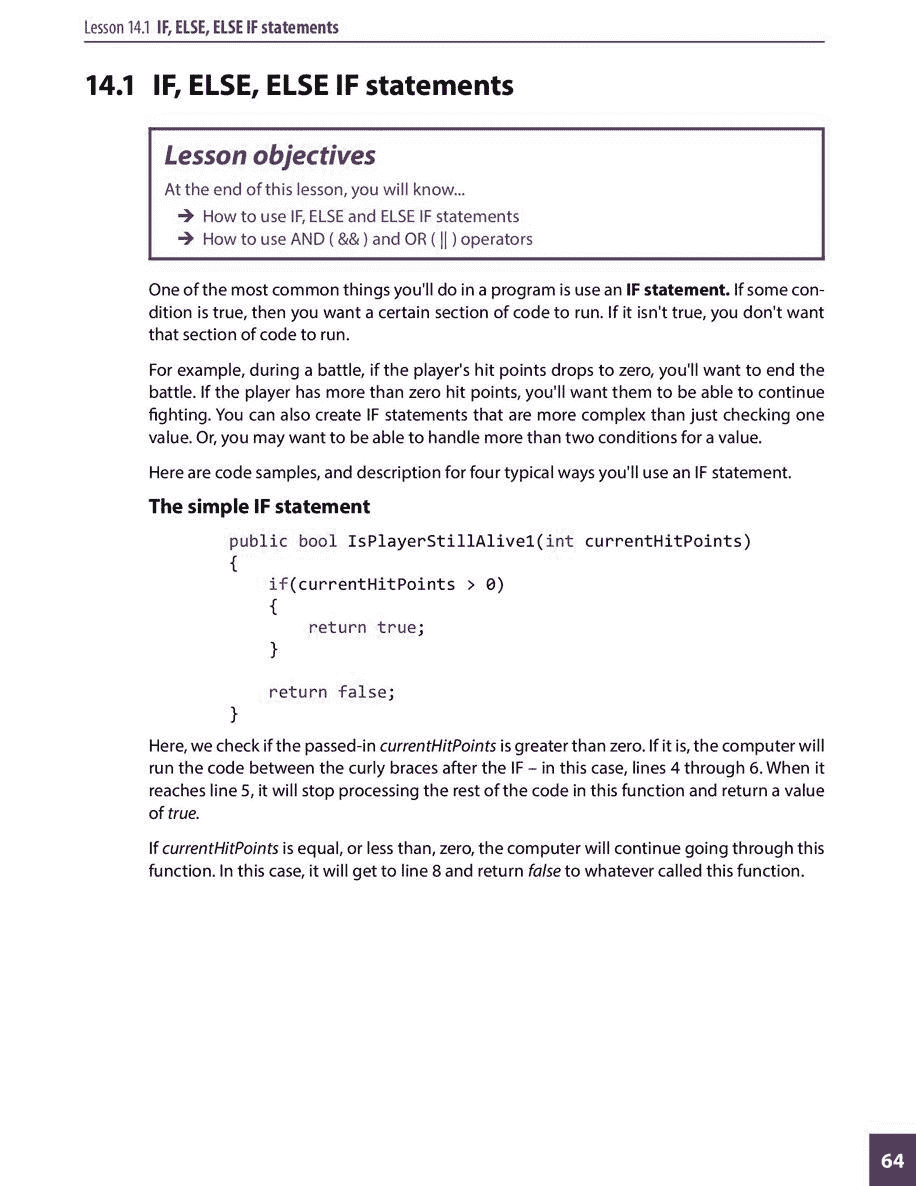 Lesson 14.1 IF, ELSE, ELSE IF statements
14.1 IF, ELSE, ELSE IF statements
Lesson objectives
At the end of this lesson, you will know...
➔ How to use IF, ELSE and ELSE IF statements
➔ How to use AND ( && ) and OR ( || ) operators
One of the most common things you'll do in a program is use an IF statement. If some con-
dition is true, then you want a certain section of code to run. If it isn't true, you don't want
that section of code to run.
For example, during a battle, if the player's hit points drops to zero, you'll want to end the
battle. If the player has more than zero hit points, you'll want them to be able to continue
fighting. You can also create IF statements that are more complex than just checking one
value. Or, you may want to be able to handle more than two conditions for a value.
Here are code samples, and description for four typical ways you'll use an IF statement.
The simple IF statement
public bool IsPlayerStillAlive1(int currentHitPoints)
{
    if(currentHitPoints > 0)
    {
        return true;
    }
    return false;
}
Here, we check if the passed-in currentHitPoints is greater than zero. If it is, the computer will
run the code between the curly braces after the IF – in this case, lines 4 through 6. When it
reaches line 5, it will stop processing the rest of the code in this function and return a value
of true.
If currentHitPoints is equal, or less than, zero, the computer will continue going through this
function. In this case, it will get to line 8 and return false to whatever called this function.
64